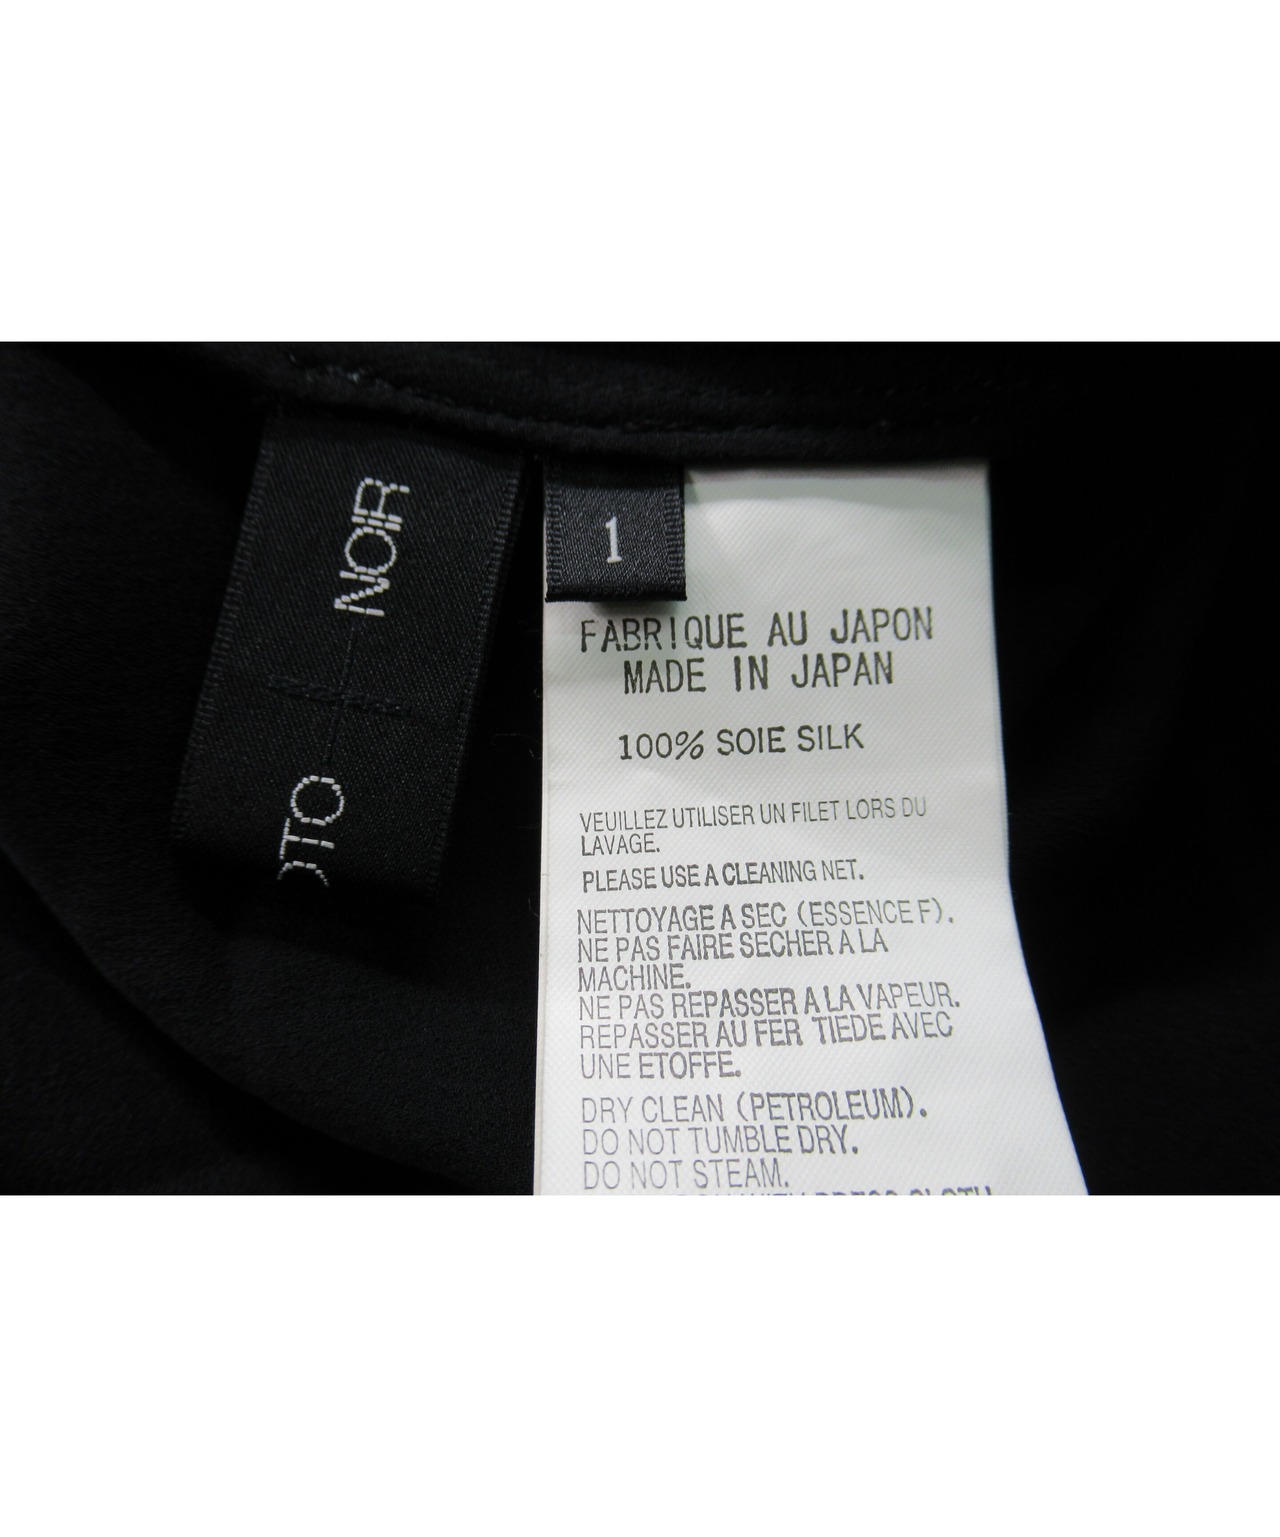 NOIR
OTO
1
FABRIQUE AU JAPON
MADE IN JAPAN
100% SOIE SILK
VEUILLEZ UTILISER UN FILET LORS DU
LAVAGE.
PLEASE USE A CLEANING NET.
NETTOYAGE A SEC (ESSENCE F).
NE PAS FAIRE SECHER A LA
MACHINE.
NE PAS REPASSER A LA VAPEUR.
REPASSER AU FER TIEDE AVEC
UNE ETOFFE.
DRY CLEAN (PETROLEUM).
DO NOT TUMBLE DRY.
DO NOT STEAM.